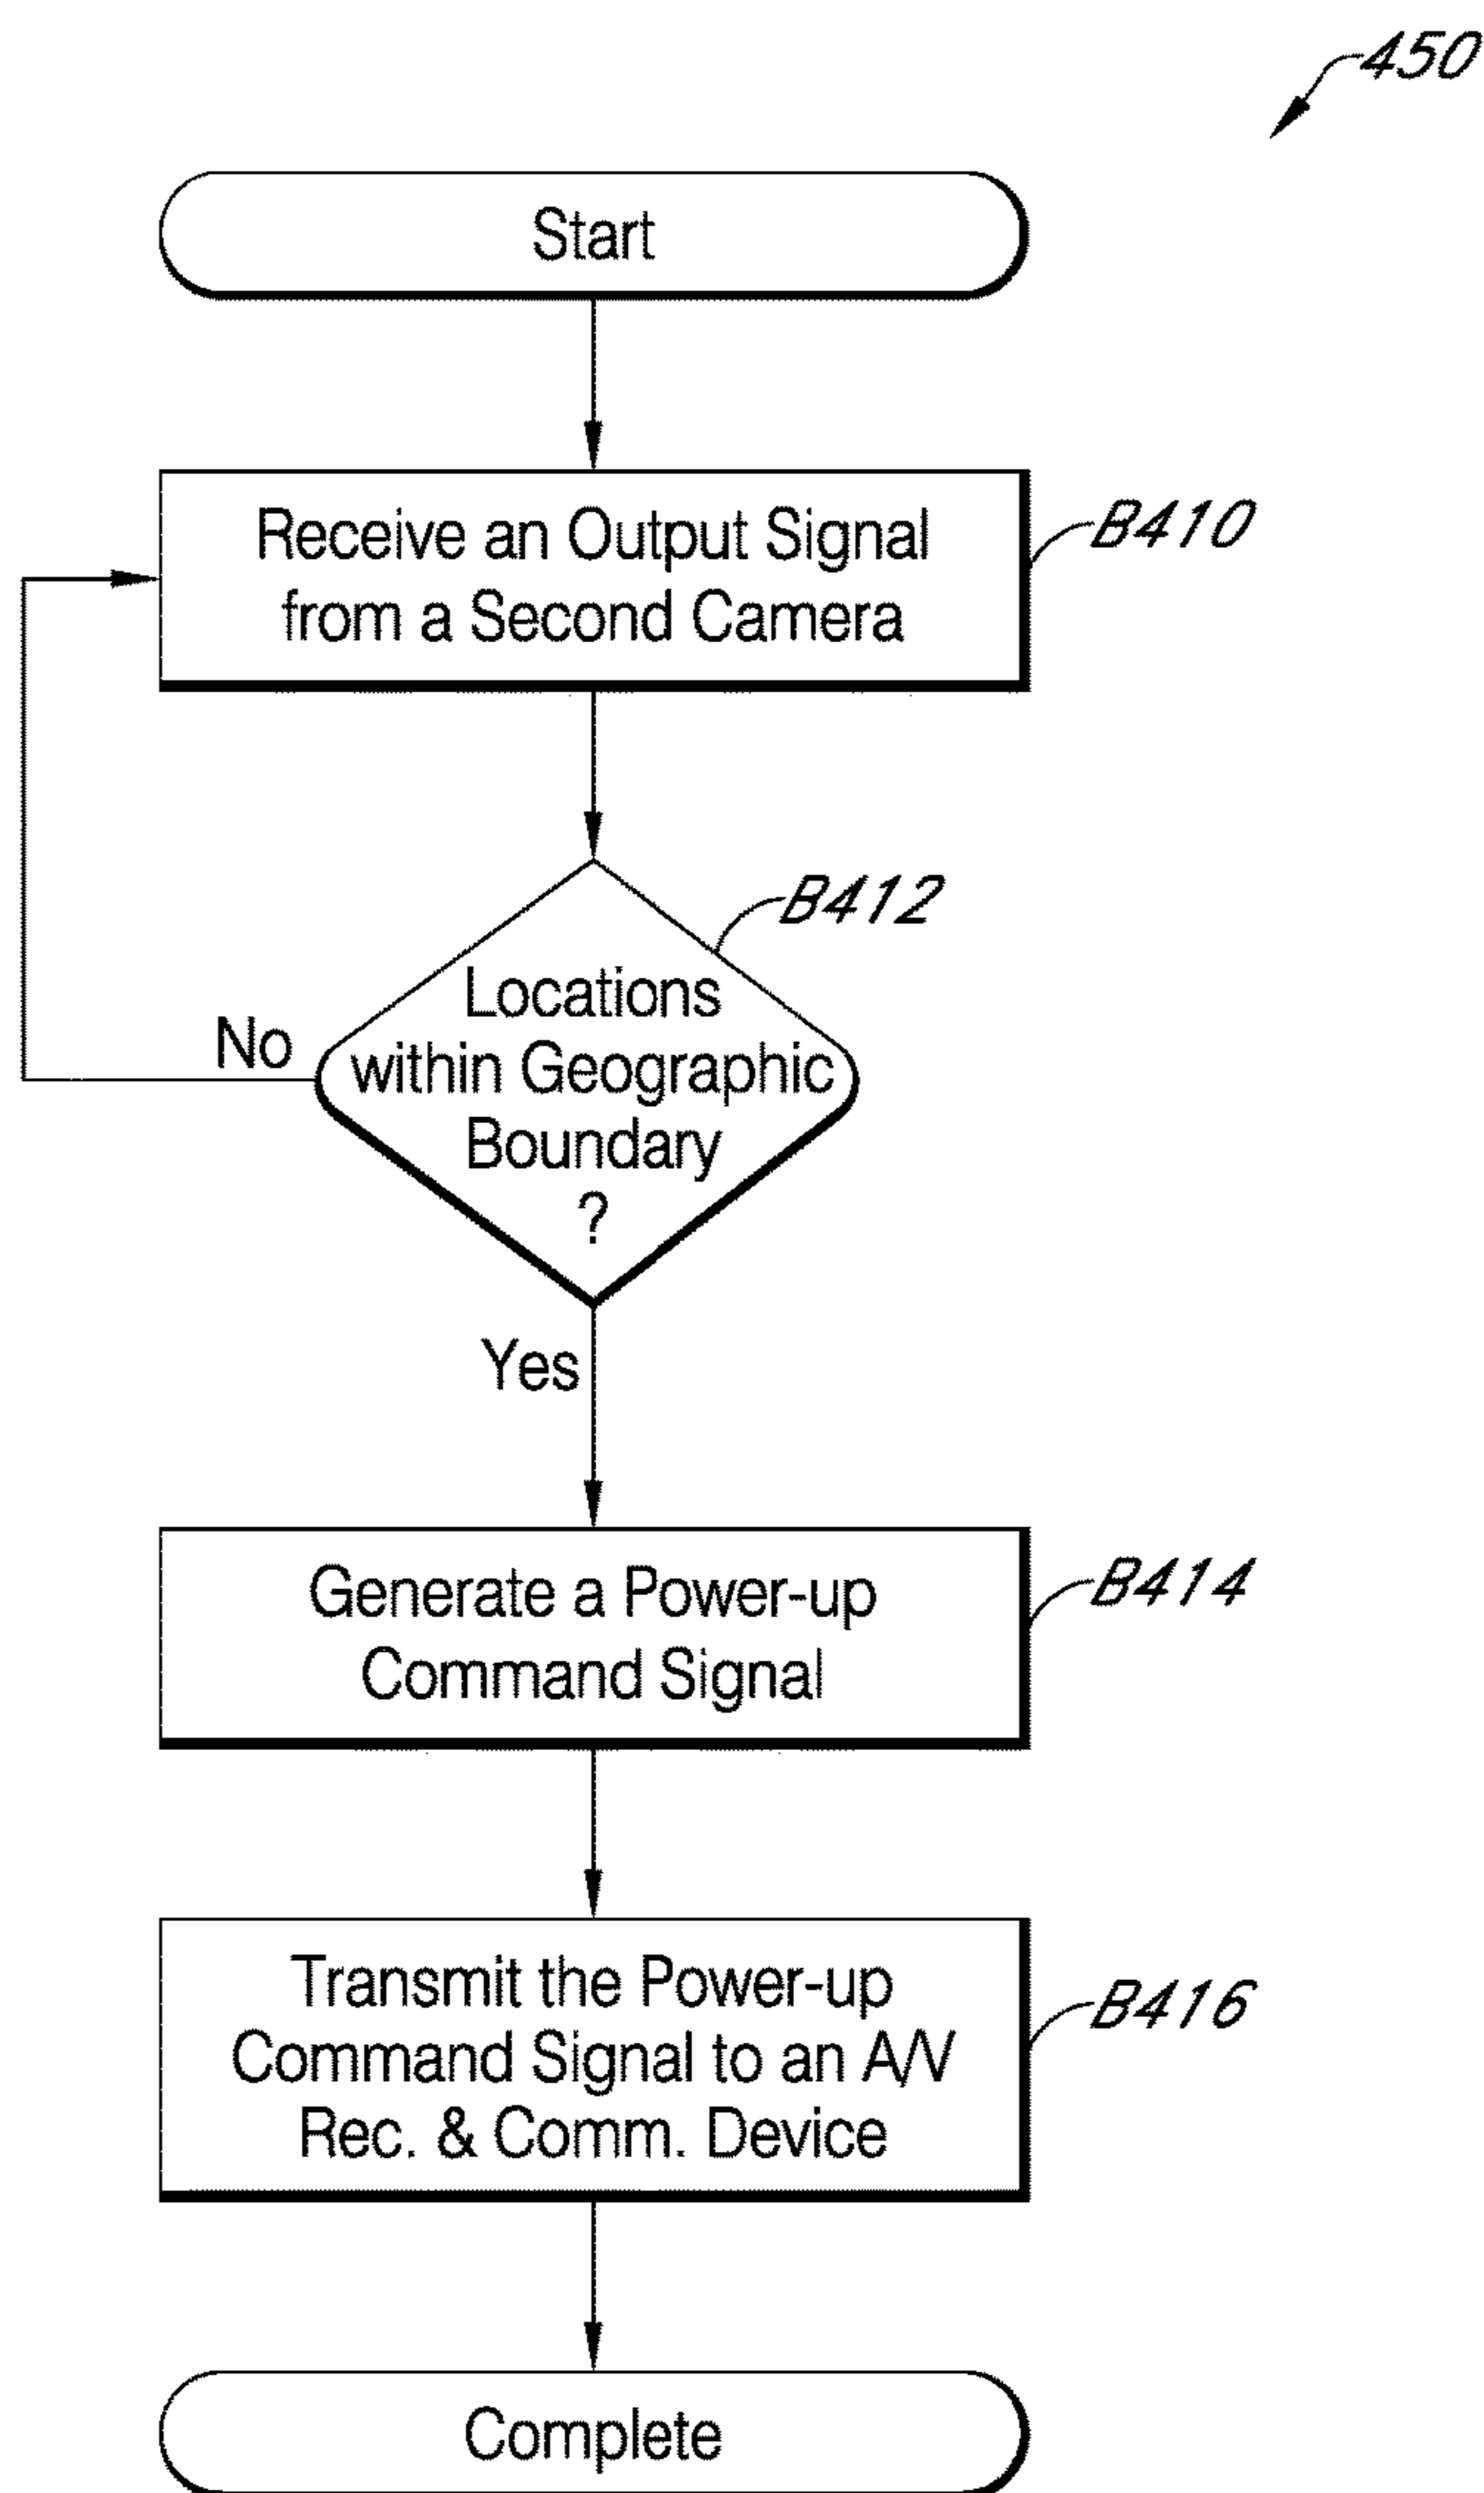 450
Start
Receive an Output Signal
from a Second Camera
B410
B412
Locations
within Geographic
Boundary
?
No
Yes
Generate a Power-up
Command Signal
B414
Transmit the Power-up
Command Signal to an A/V
Rec. & Comm. Device
B416
Complete